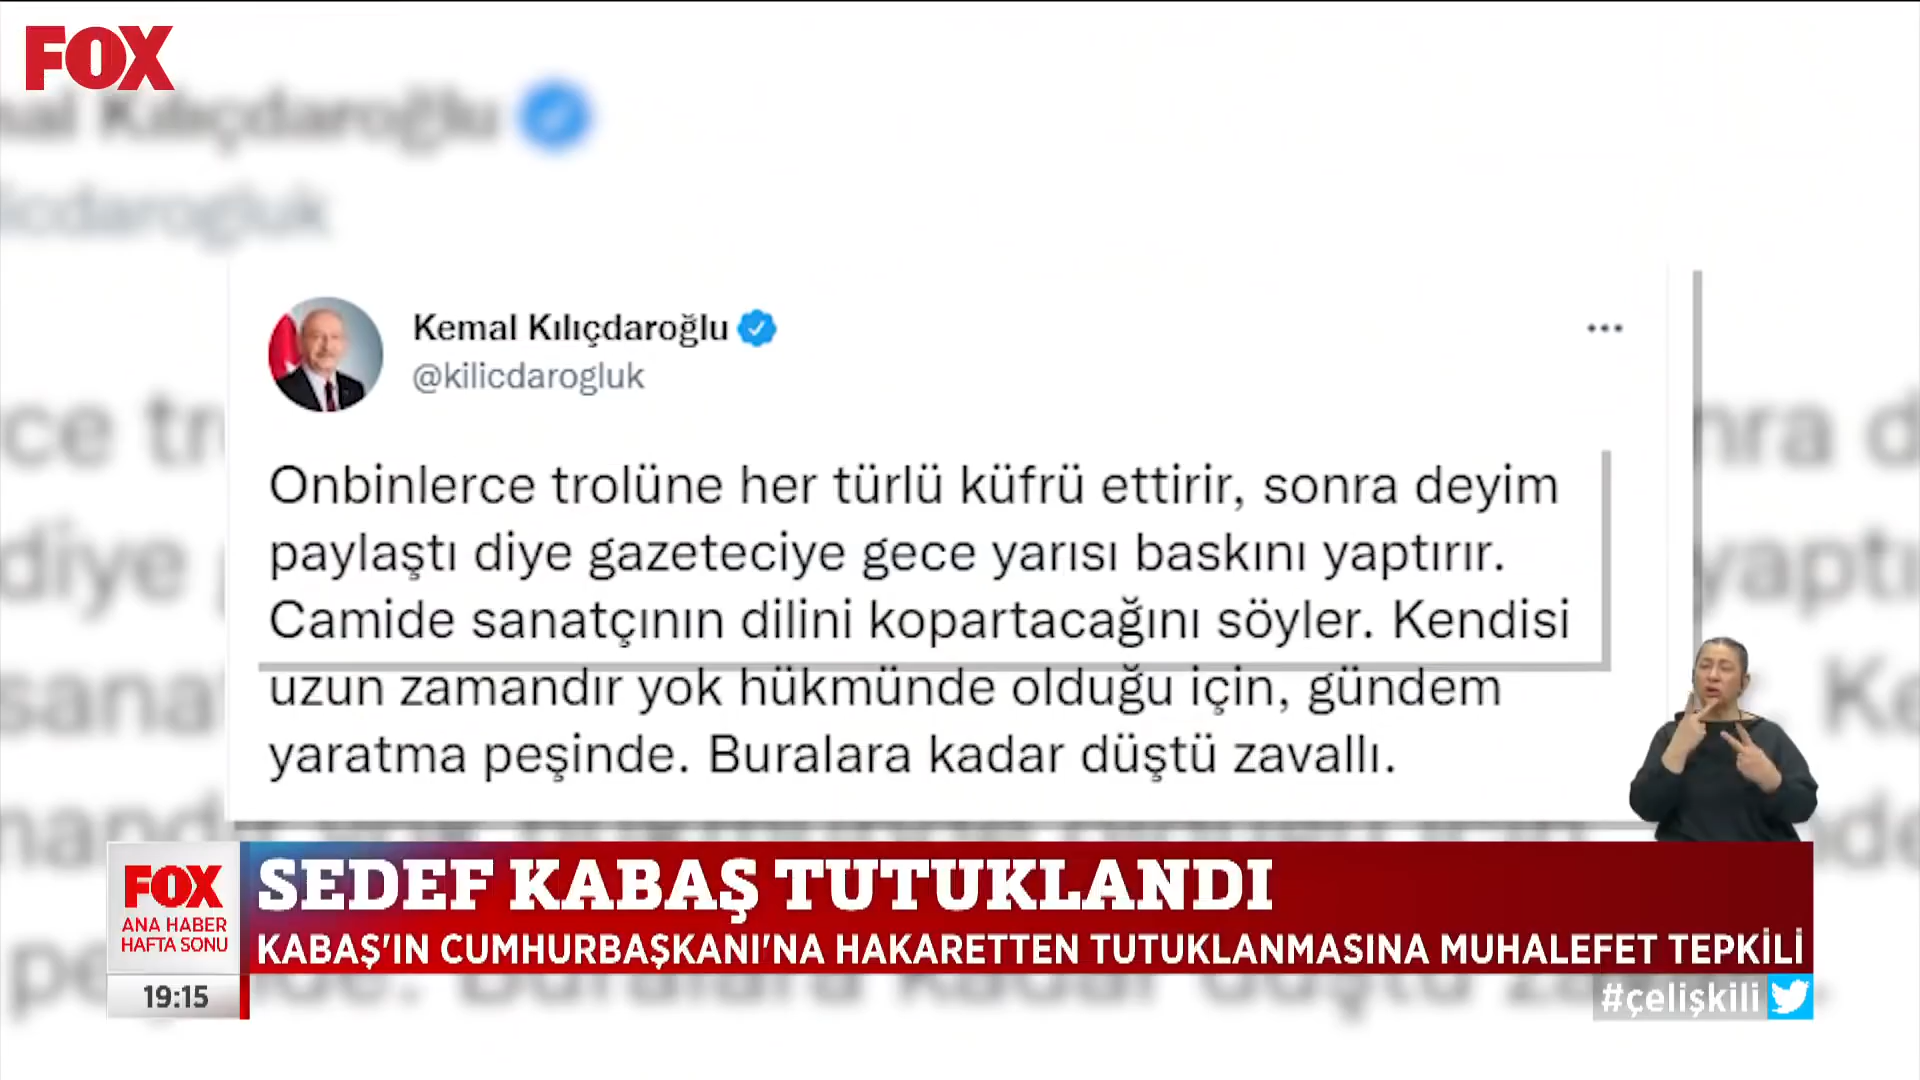 FOX
Kemal Kılıçdaroğlu
@kilicdarogluk
Onbinlerce trolüne her türlü küfrü ettirir, sonra deyim
paylaştı diye gazeteciye gece yarısı baskını yaptırır.
Camide sanatçının dilini kopartacağını söyler. Kendisi
uzun zamandır yok hükmünde olduğu için, gündem
yaratma peşinde. Buralara kadar düştü zavallı.
FOX
ANA HABER
HAFTA SONU
19:15
SEDEF KABAŞ TUTUKLANDI
KABAŞ'IN CUMHURBAŞKANI'NA HAKARETTEN TUTUKLANMASINA MUHALEFET TEPKİLİ
#çelişkili